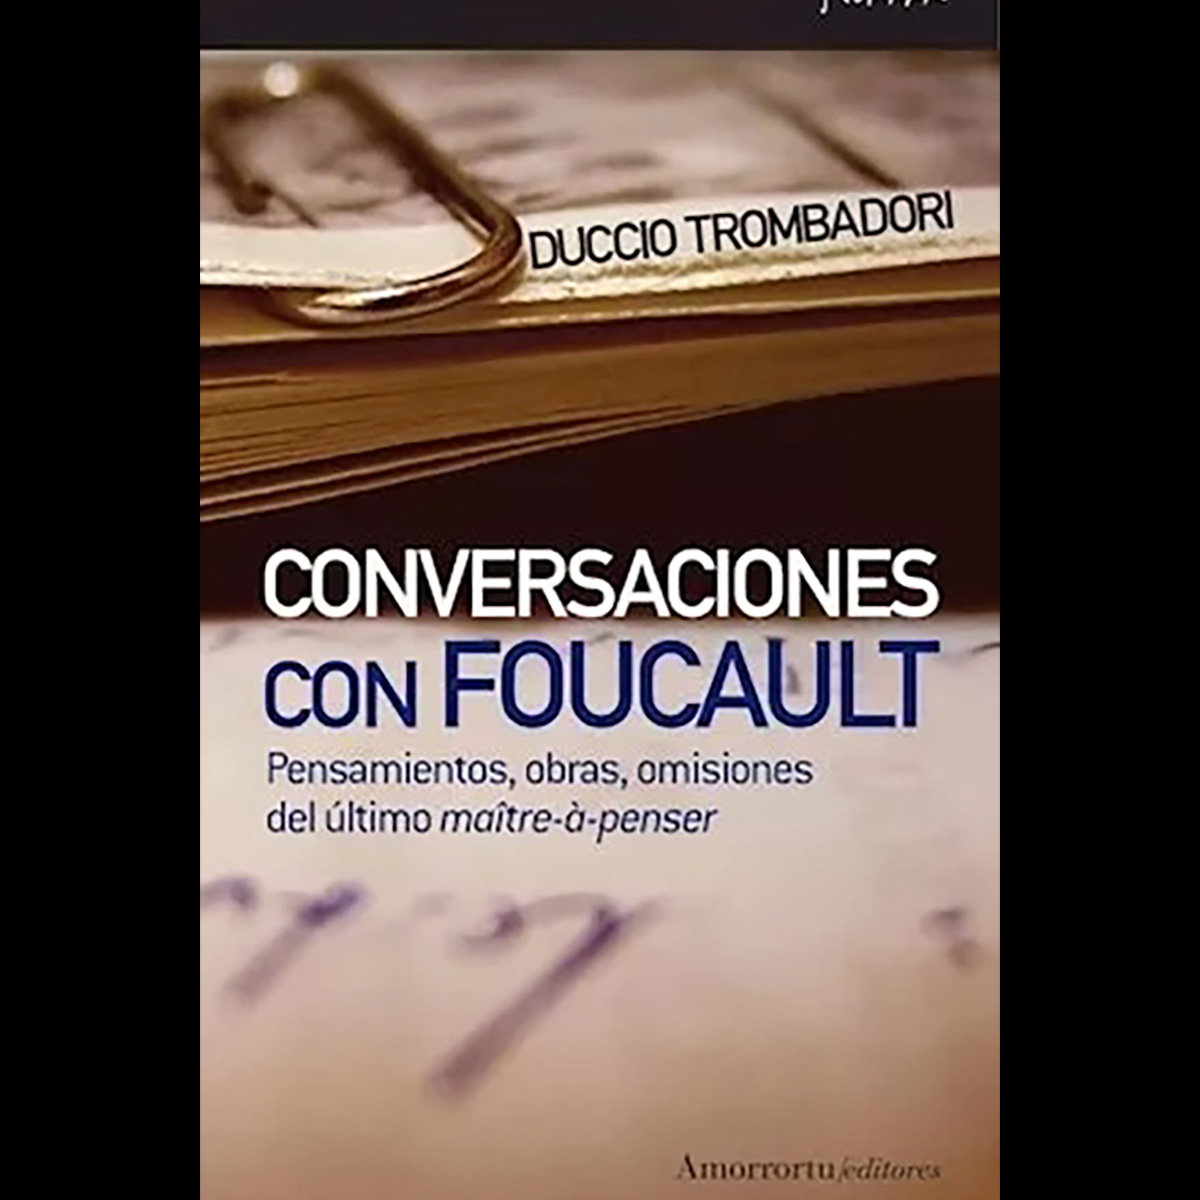 DUCCIO TROMBADORI
CONVERSACIONES
CON FOUCAULT
Pensamientos, obras, omisiones
del último maître-à-penser
Amorrortu/editores